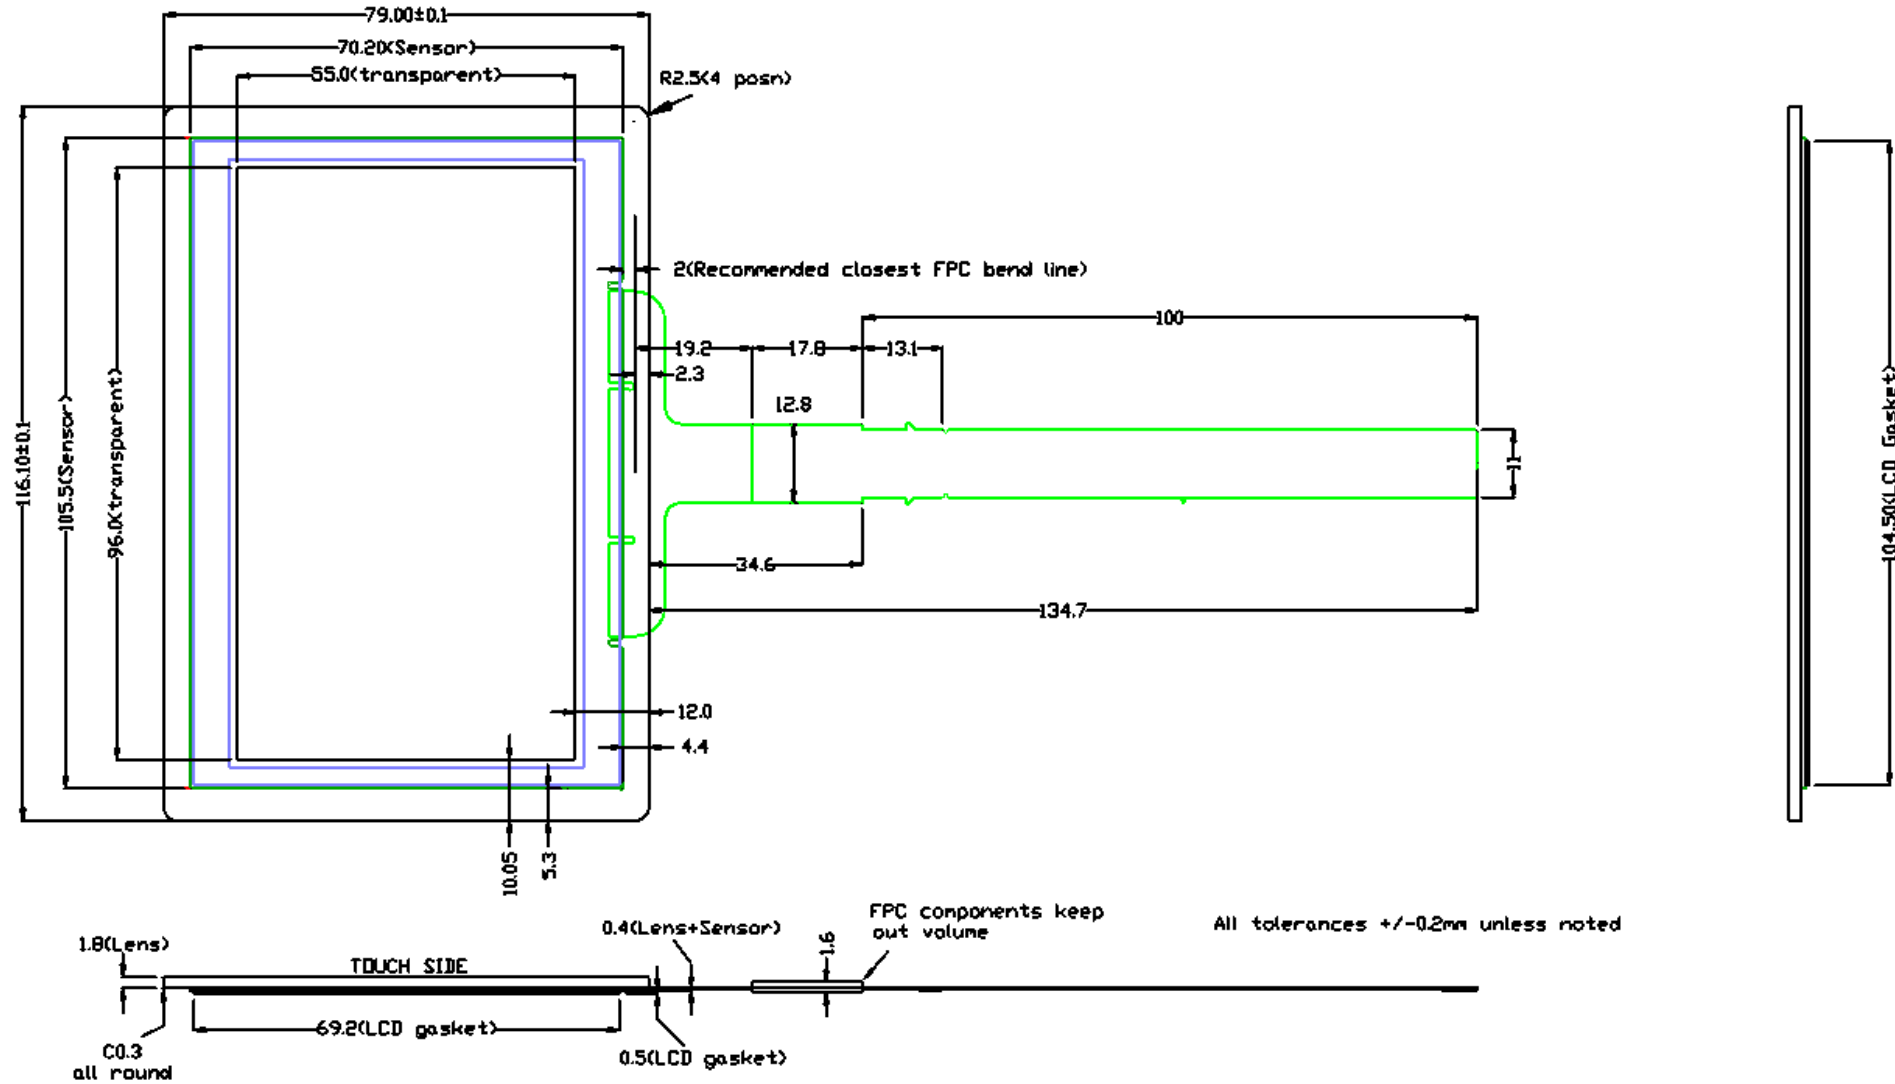 79.00±0.1
70.20(Sensor)
55.0(transparent)
R2.5(4 posn)
2(Recommended closest FPC bend line)
100
19.2
17.8
13.1
2.3
12.8
116.10±0.1
105.5(Sensor)
96.0(transparent)
11
104.50(LCD Gasket)
34.6
134.7
12.0
4.4
10.05
5.3
FPC components keep
out volume
All tolerances +/-0.2mm unless noted
0.4(Lens+Sensor)
1.6
1.8(Lens)
TOUCH SIDE
69.2(LCD gasket)
0.5(LCD gasket)
C0.3
all round